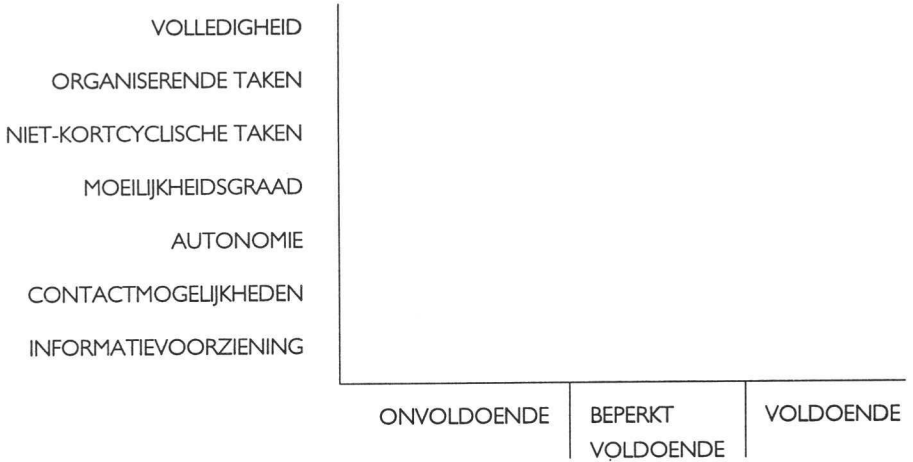 VOLLEDIGHEID
ORGANISERENDE TAKEN
NIET-KORTCYCLISCHE TAKEN
MOEILIJKHEIDSGRAAD
AUTONOMIE
CONTACTMOGELIJKHEDEN
INFORMATIEVOORZIENING
ONVOLDOENDE
BEPERKT
VOLDOENDE
VOLDOENDE